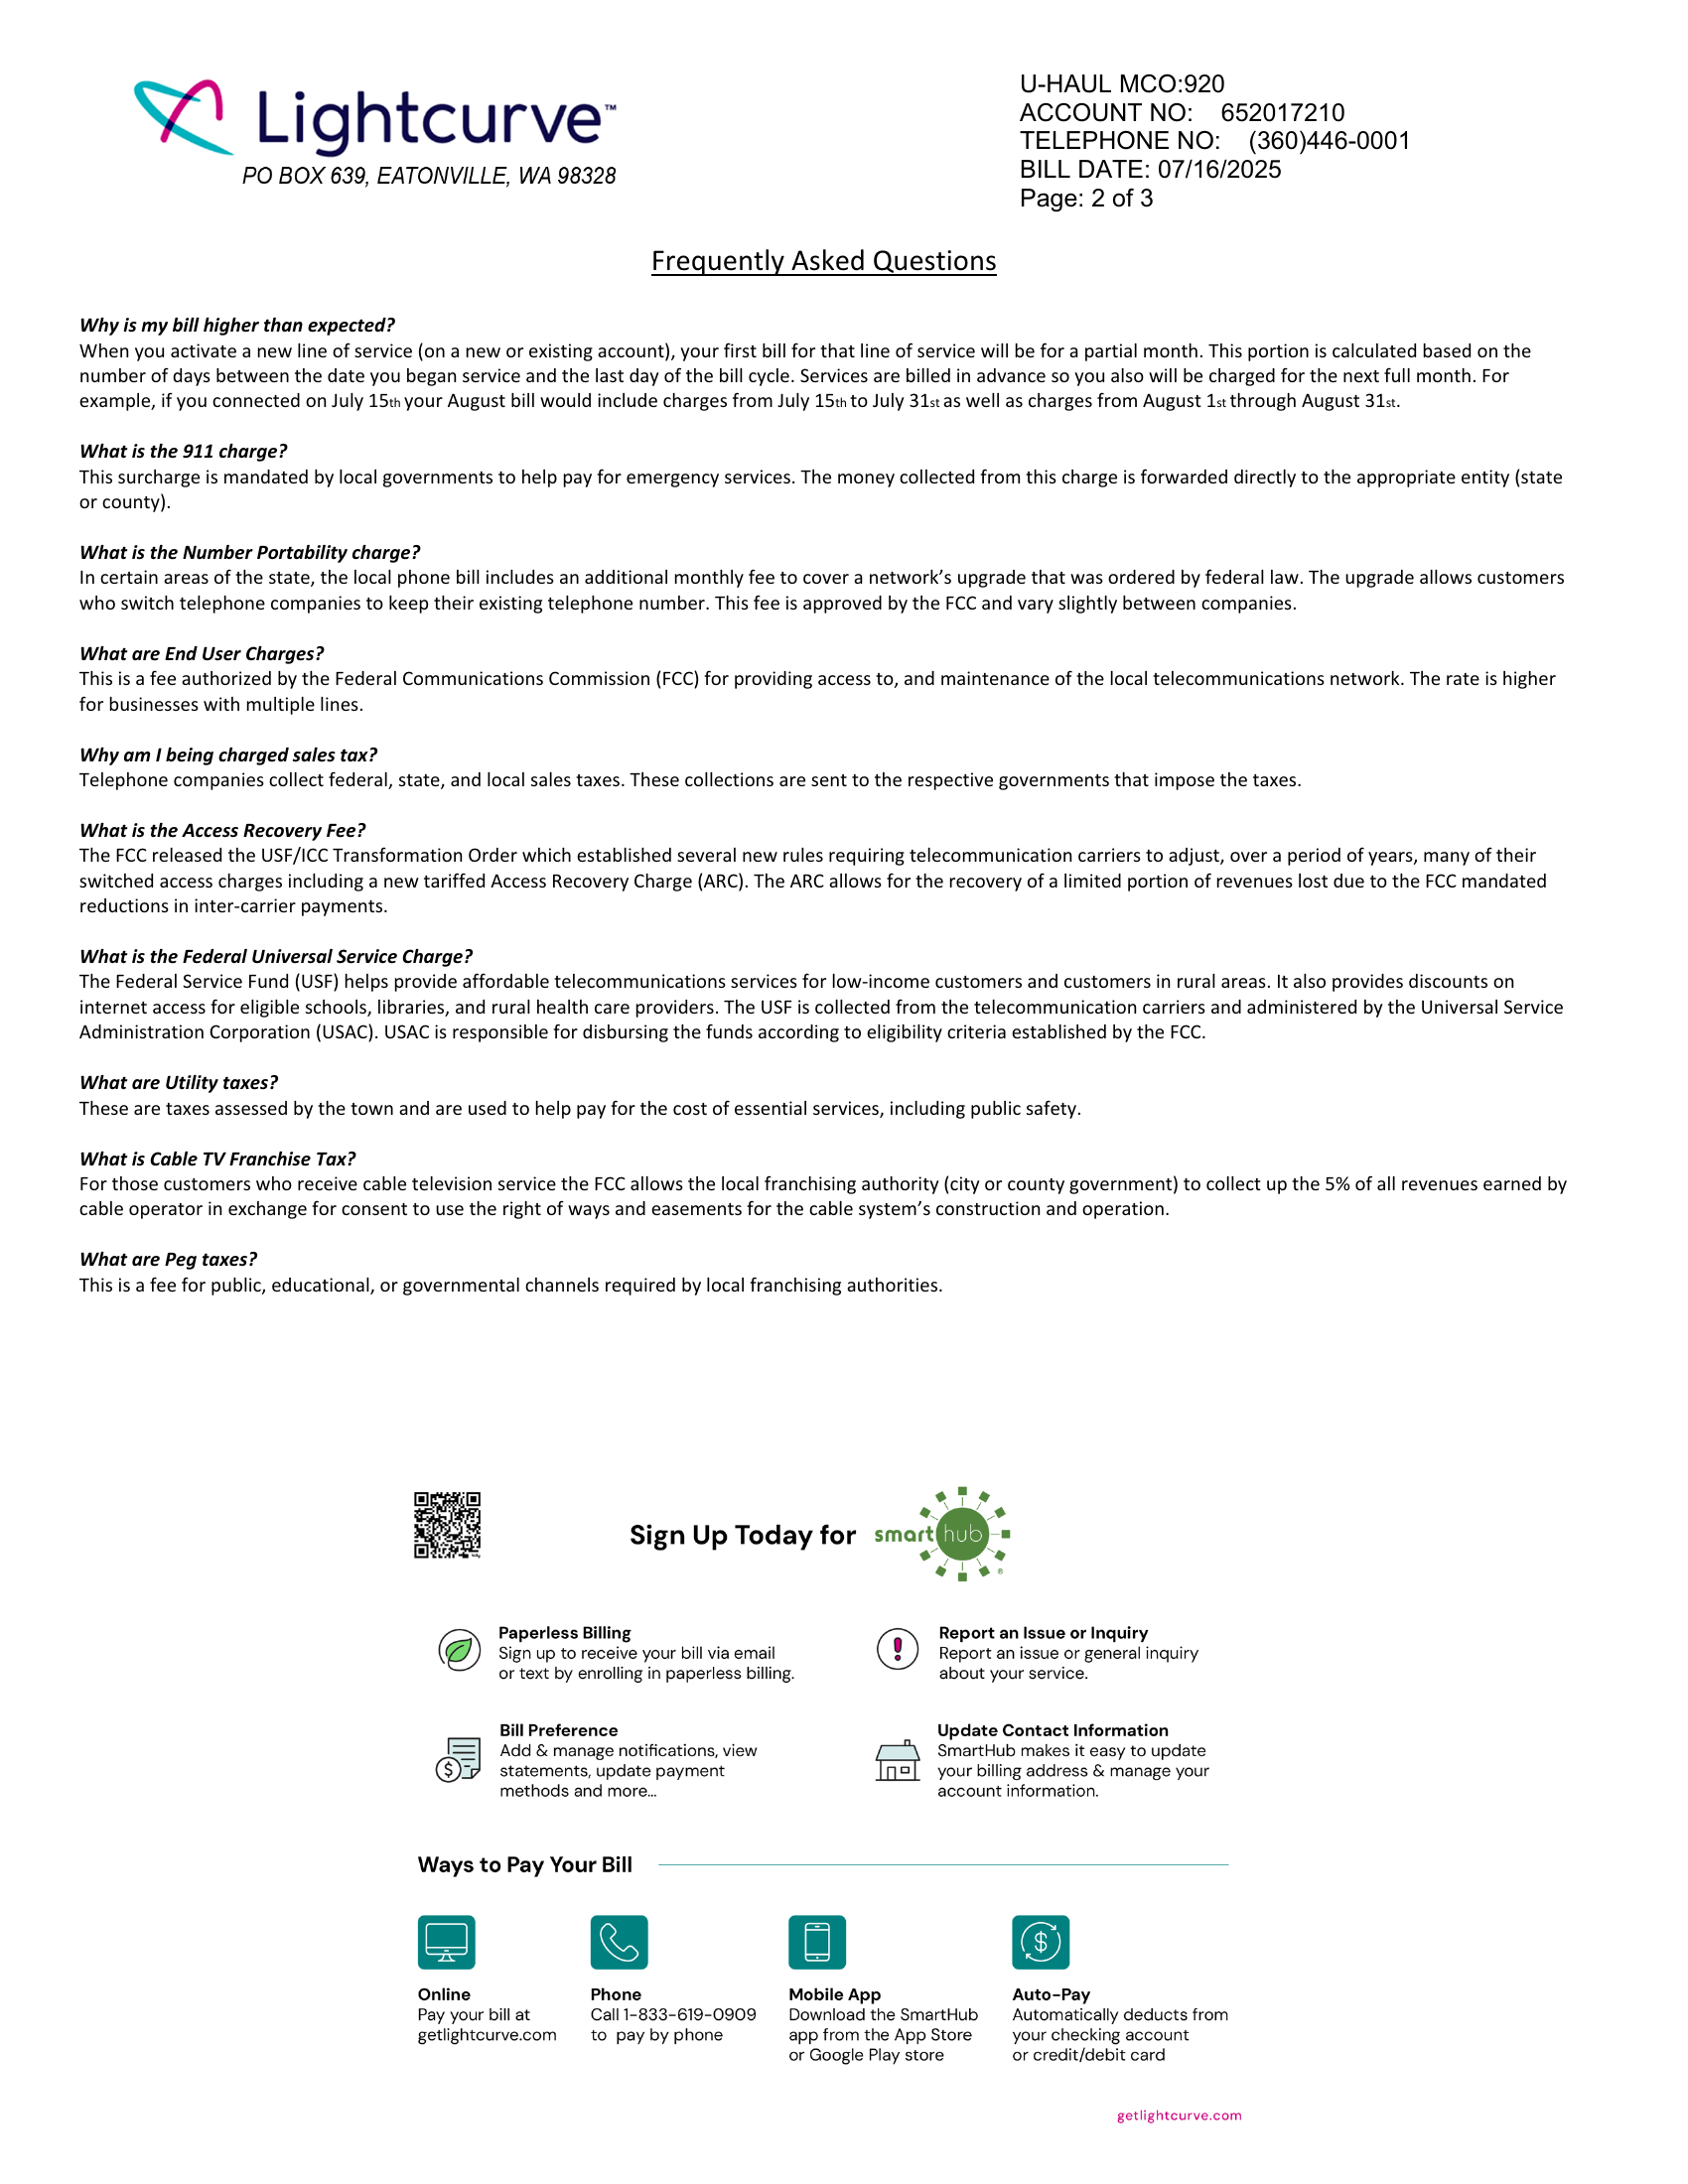 Lightcurve™
PO BOX 639, EATONVILLE, WA 98328
U-HAUL MCO:920
ACCOUNT NO: 652017210
TELEPHONE NO: (360)446-0001
BILL DATE: 07/16/2025
Page: 2 of 3
Frequently Asked Questions
Why is my bill higher than expected?
When you activate a new line of service (on a new or existing account), your first bill for that line of service will be for a partial month. This portion is calculated based on the
number of days between the date you began service and the last day of the bill cycle. Services are billed in advance so you also will be charged for the next full month. For
example, if you connected on July 15th your August bill would include charges from July 15th to July 31st as well as charges from August 1st through August 31st.
What is the 911 charge?
This surcharge is mandated by local governments to help pay for emergency services. The money collected from this charge is forwarded directly to the appropriate entity (state
or county).
What is the Number Portability charge?
In certain areas of the state, the local phone bill includes an additional monthly fee to cover a network’s upgrade that was ordered by federal law. The upgrade allows customers
who switch telephone companies to keep their existing telephone number. This fee is approved by the FCC and vary slightly between companies.
What are End User Charges?
This is a fee authorized by the Federal Communications Commission (FCC) for providing access to, and maintenance of the local telecommunications network. The rate is higher
for businesses with multiple lines.
Why am I being charged sales tax?
Telephone companies collect federal, state, and local sales taxes. These collections are sent to the respective governments that impose the taxes.
What is the Access Recovery Fee?
The FCC released the USF/ICC Transformation Order which established several new rules requiring telecommunication carriers to adjust, over a period of years, many of their
switched access charges including a new tariffed Access Recovery Charge (ARC). The ARC allows for the recovery of a limited portion of revenues lost due to the FCC mandated
reductions in inter-carrier payments.
What is the Federal Universal Service Charge?
The Federal Service Fund (USF) helps provide affordable telecommunications services for low-income customers and customers in rural areas. It also provides discounts on
internet access for eligible schools, libraries, and rural health care providers. The USF is collected from the telecommunication carriers and administered by the Universal Service
Administration Corporation (USAC). USAC is responsible for disbursing the funds according to eligibility criteria established by the FCC.
What are Utility taxes?
These are taxes assessed by the town and are used to help pay for the cost of essential services, including public safety.
What is Cable TV Franchise Tax?
For those customers who receive cable television service the FCC allows the local franchising authority (city or county government) to collect up the 5% of all revenues earned by
cable operator in exchange for consent to use the right of ways and easements for the cable system’s construction and operation.
What are Peg taxes?
This is a fee for public, educational, or governmental channels required by local franchising authorities.
Sign Up Today for smart hub®
Paperless Billing
Sign up to receive your bill via email
or text by enrolling in paperless billing.
Report an Issue or Inquiry
Report an issue or general inquiry
about your service.
Bill Preference
Add & manage notifications, view
statements, update payment
methods and more...
Update Contact Information
SmartHub makes it easy to update
your billing address & manage your
account information.
Ways to Pay Your Bill
Online
Pay your bill at
getlightcurve.com
Phone
Call 1-833-619-0909
to pay by phone
Mobile App
Download the SmartHub
app from the App Store
or Google Play store
Auto-Pay
Automatically deducts from
your checking account
or credit/debit card
getlightcurve.com